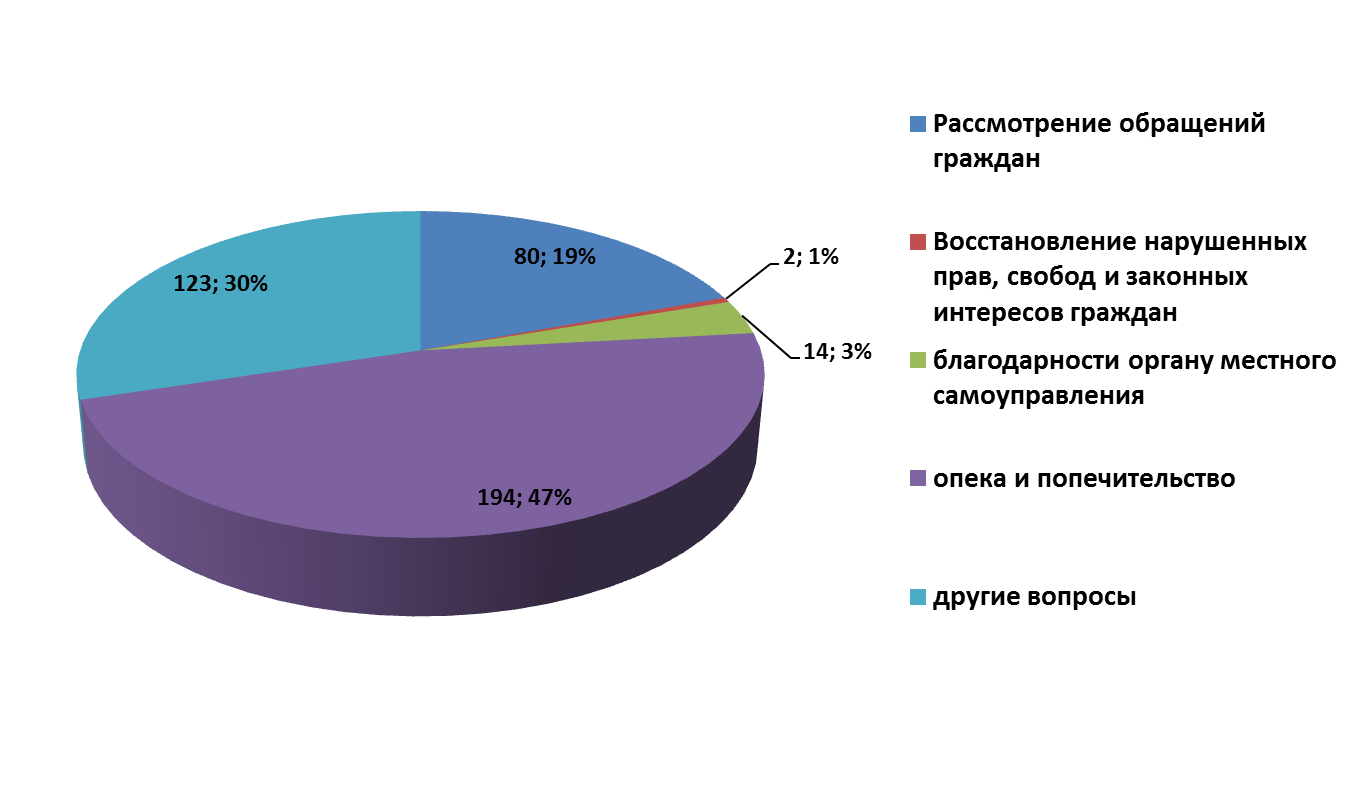 80; 19%
2; 1%
14; 3%
194; 47%
123; 30%
Рассмотрение обращений
граждан
Восстановление нарушенных
прав, свобод и законных
интересов граждан
благодарности органу местного
самоуправления
опека и попечительство
другие вопросы